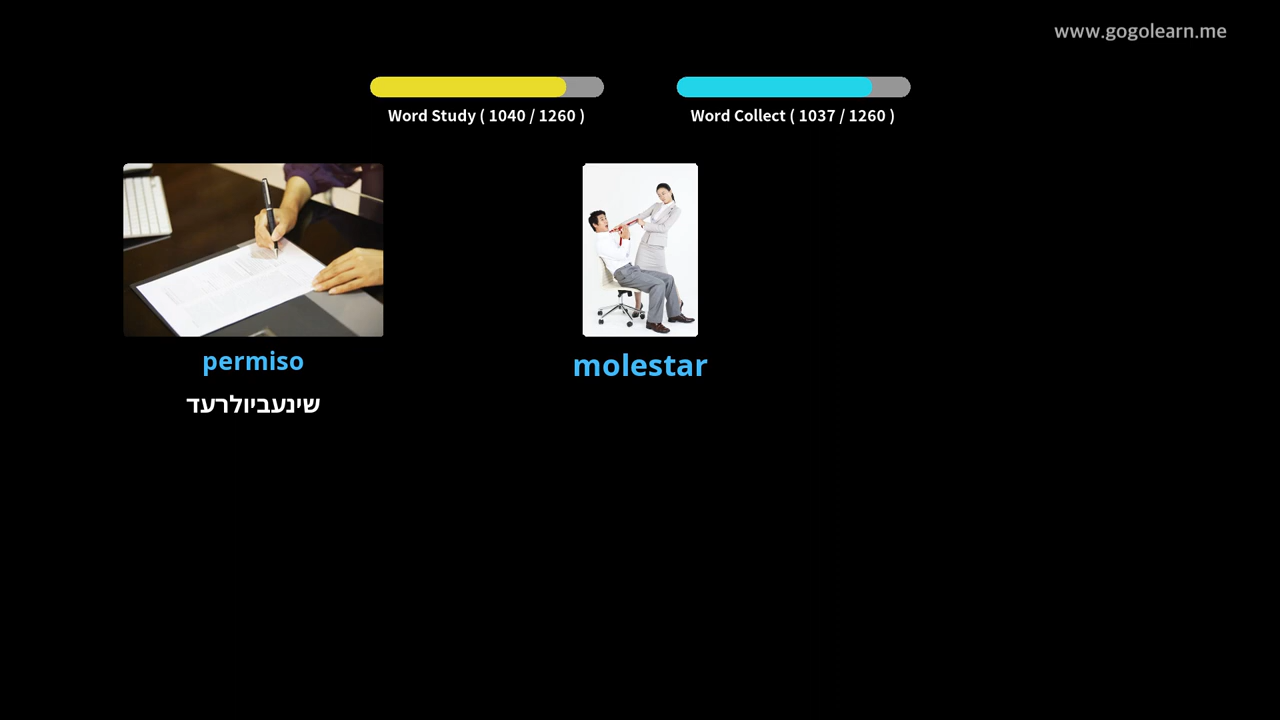 www.gogolearn.me
Word Study ( 1040 / 1260 )
Word Collect ( 1037 / 1260 )
permiso
שינעביולרעד
molestar